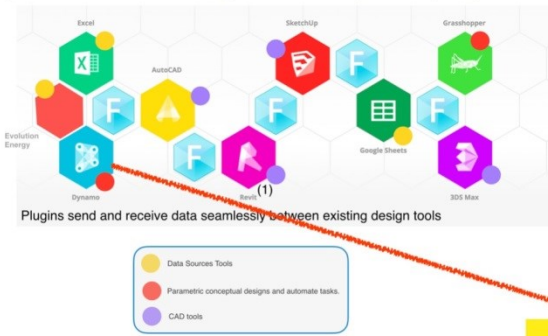 Excel
SketchUp
Grasshopper
AutoCAD
F
F
F
F
F
F
X
A
R
Evolution
Energy
Google Sheets
(1)
Dynamo
Revit
3DS Max
Plugins send and receive data seamlessly between existing design tools
Data Sources Tools
Parametric conceptual designs and automate tasks.
CAD tools